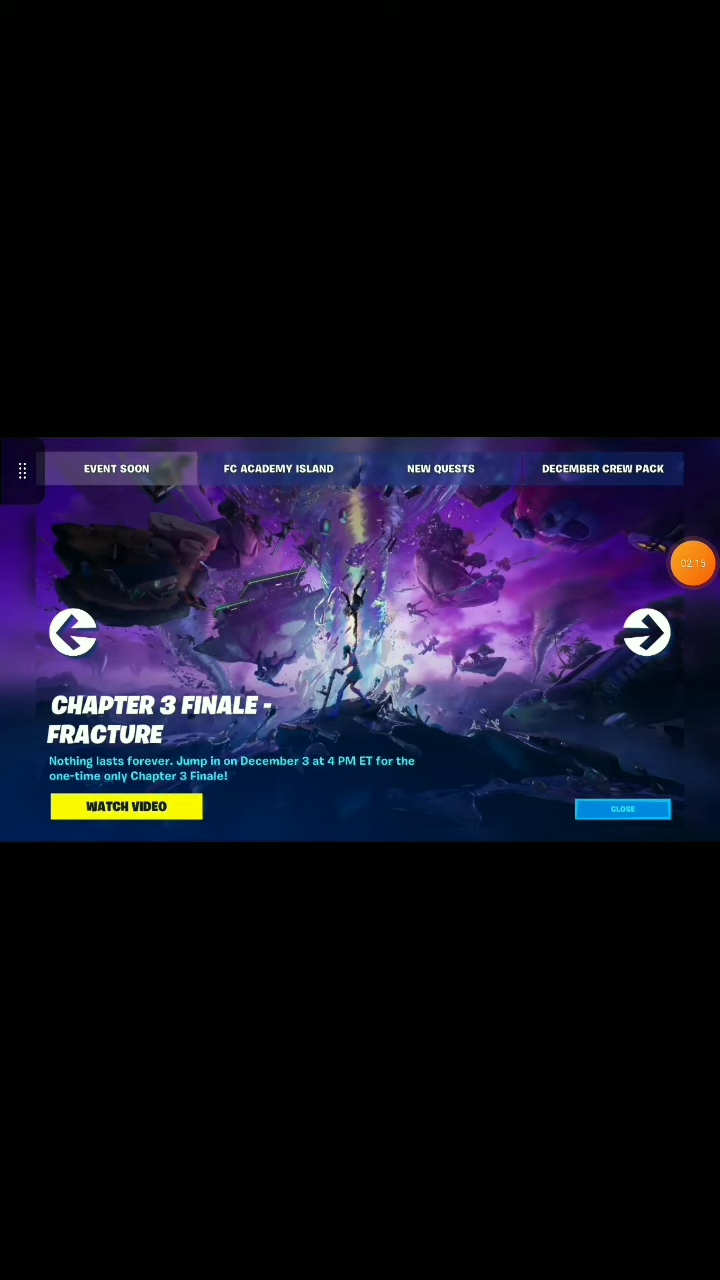 EVENT SOON
FC ACADEMY ISLAND
NEW QUESTS
DECEMBER CREW PACK
02:15
CHAPTER 3 FINALE -
FRACTURE
Nothing lasts forever. Jump in on December 3 at 4 PM ET for the
one-time only Chapter 3 Finale!
WATCH VIDEO
CLOSE